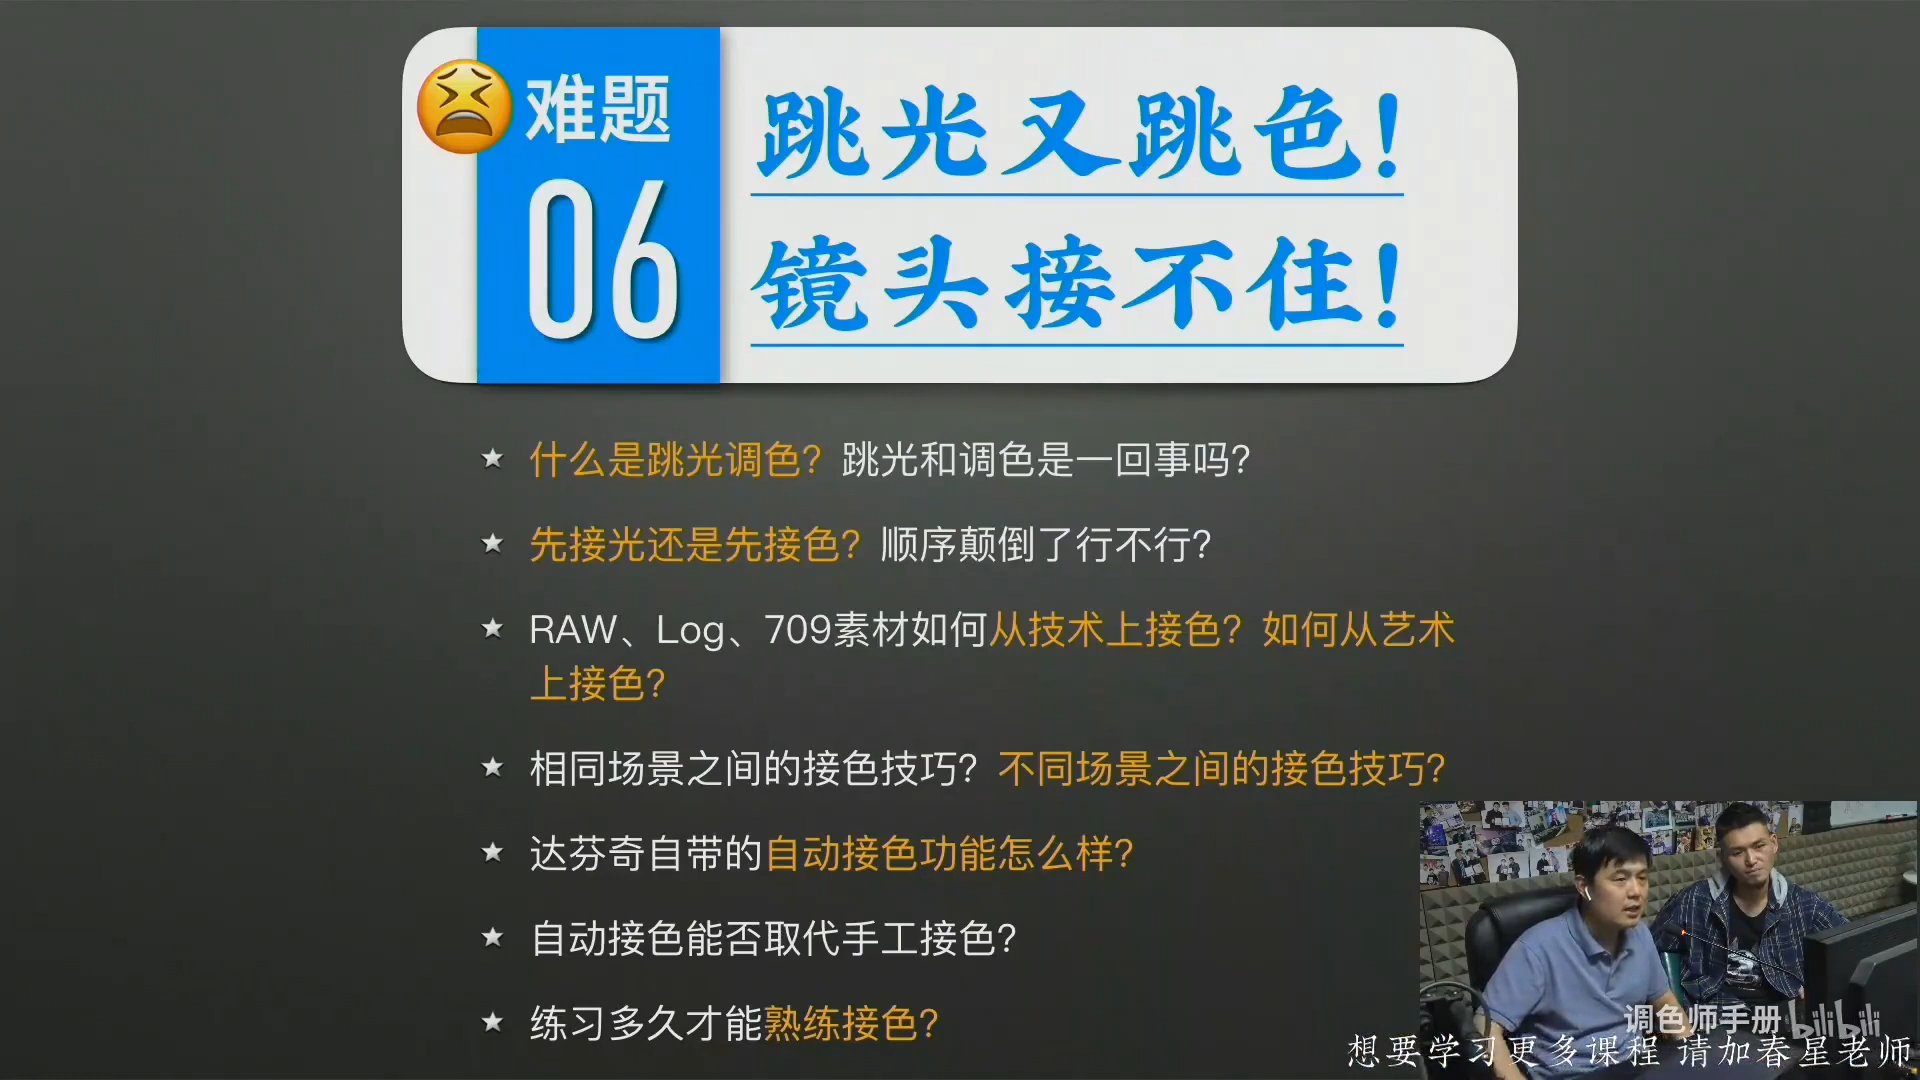 难题
06
跳光又跳色!
镜头接不住!
★ 什么是跳光调色? 跳光和调色是一回事吗?
★ 先接光还是先接色? 顺序颠倒了行不行?
★ RAW、Log、709素材如何从技术上接色? 如何从艺术
上接色?
★ 相同场景之间的接色技巧? 不同场景之间的接色技巧?
★ 达芬奇自带的自动接色功能怎么样?
★ 自动接色能否取代手工接色?
★ 练习多久才能熟练接色?
调色师手册 bilibili
想要学习更多课程 请加春星老师